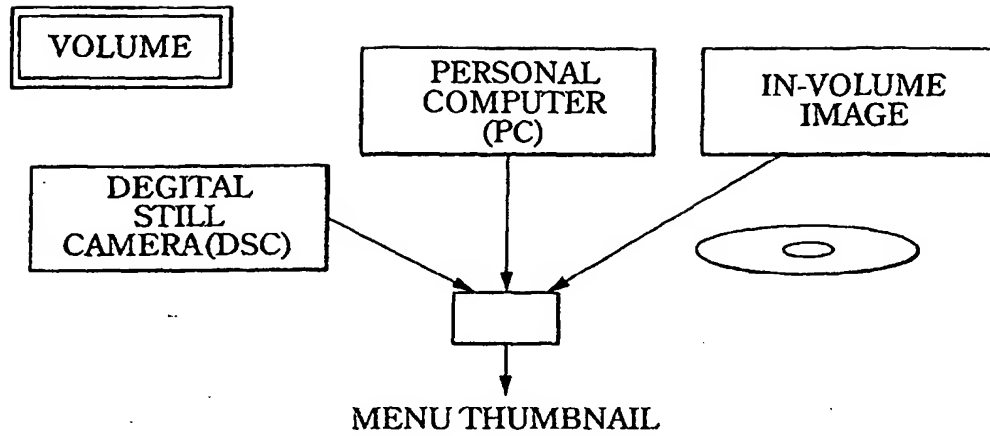 VOLUME
PERSONAL
COMPUTER
(PC)
IN-VOLUME
IMAGE
DEGITAL
STILL
CAMERA(DSC)
MENU THUMBNAIL